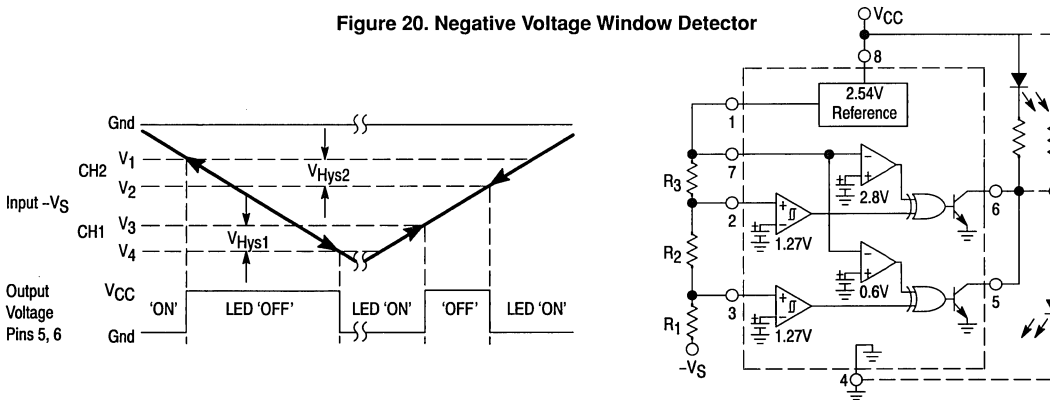 Figure 20. Negative Voltage Window Detector
Input –VS
CH2
CH1
Gnd
V1
V2
V3
V4
VHys2
VHys1
Output
Voltage
Pins 5, 6
VCC
Gnd
'ON'
LED 'OFF'
LED 'ON'
'OFF'
LED 'ON'
VCC
8
2.54V
Reference
1
7
R3
2.8V
6
2
1.27V
R2
0.6V
5
3
1.27V
R1
–VS
4
+
–